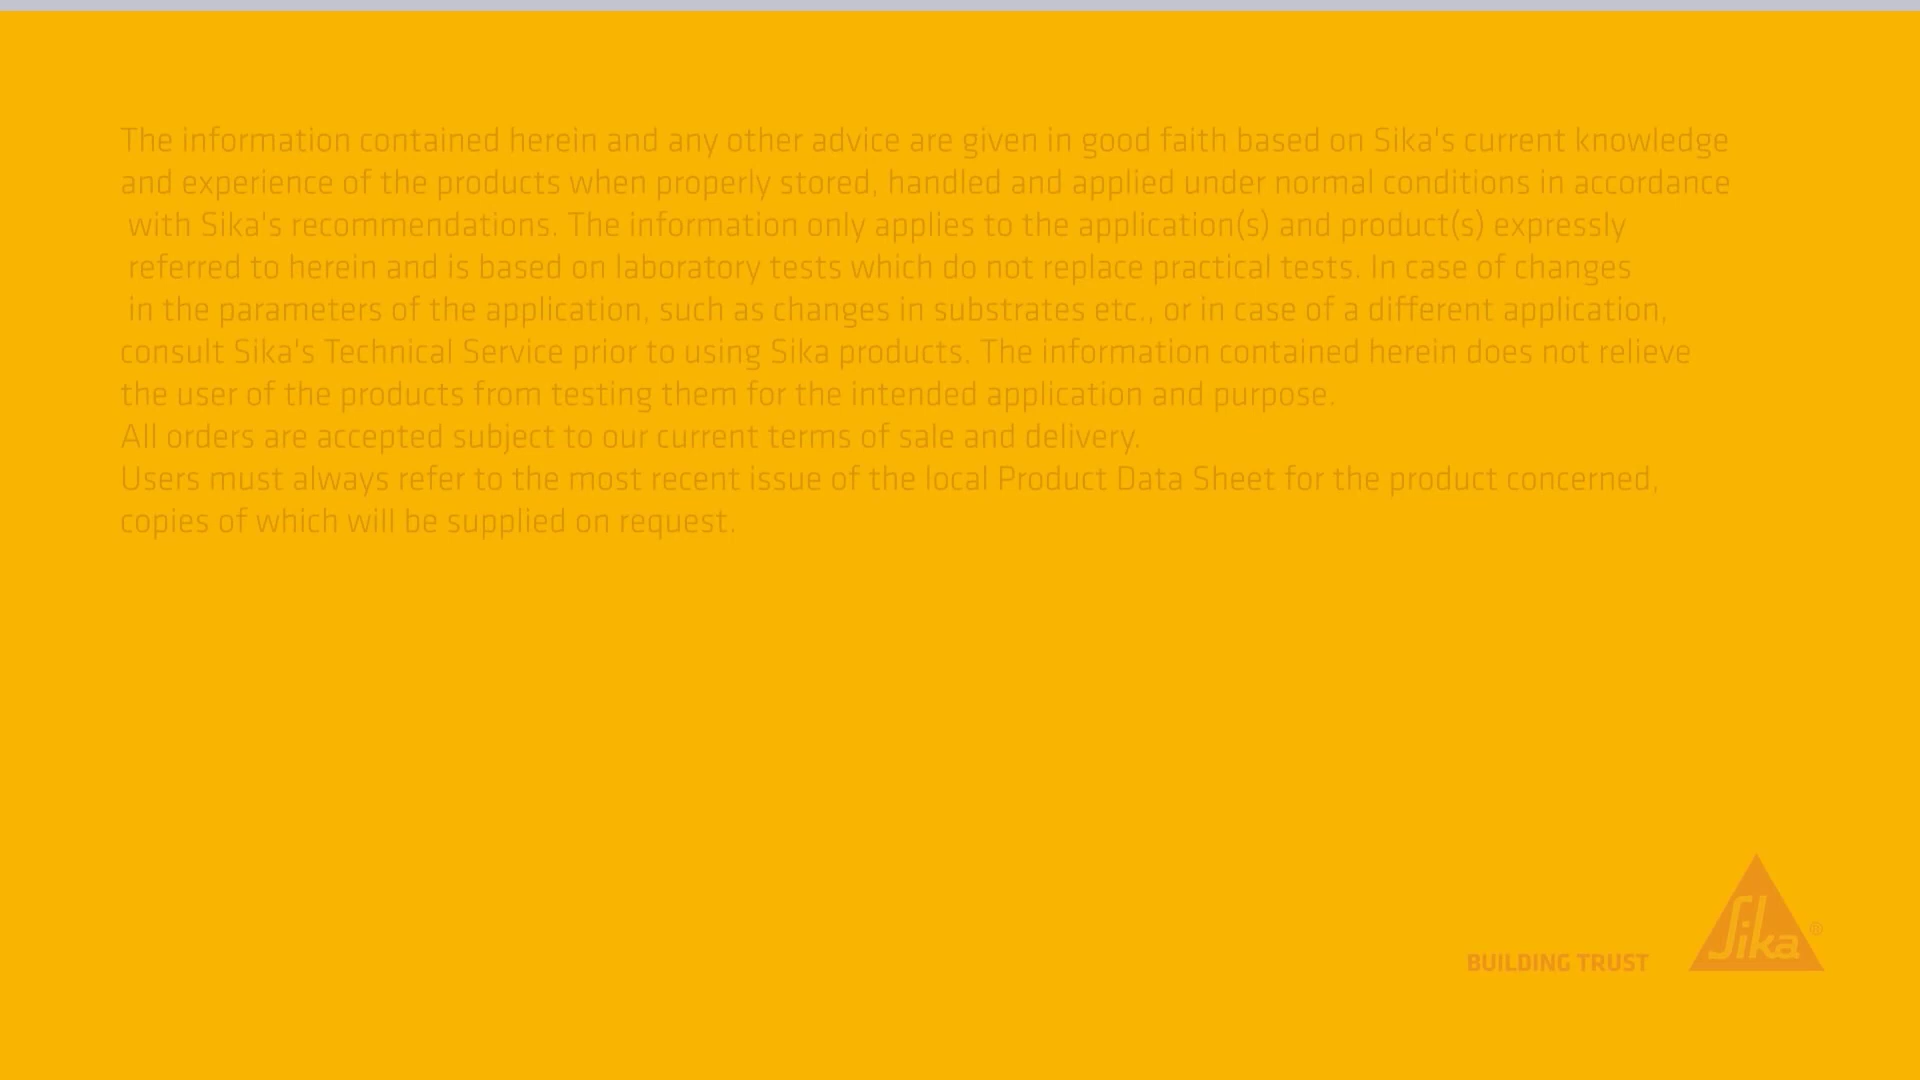 The information contained herein and any other advice are given in good faith based on Sika's current knowledge
and experience of the products when properly stored, handled and applied under normal conditions in accordance
with Sika's recommendations. The information only applies to the application(s) and product(s) expressly
referred to herein and is based on laboratory tests which do not replace practical tests. In case of changes
in the parameters of the application, such as changes in substrates etc., or in case of a different application,
consult Sika's Technical Service prior to using Sika products. The information contained herein does not relieve
the user of the products from testing them for the intended application and purpose.
All orders are accepted subject to our current terms of sale and delivery.
Users must always refer to the most recent issue of the local Product Data Sheet for the product concerned,
copies of which will be supplied on request.
BUILDING TRUST
Sika®